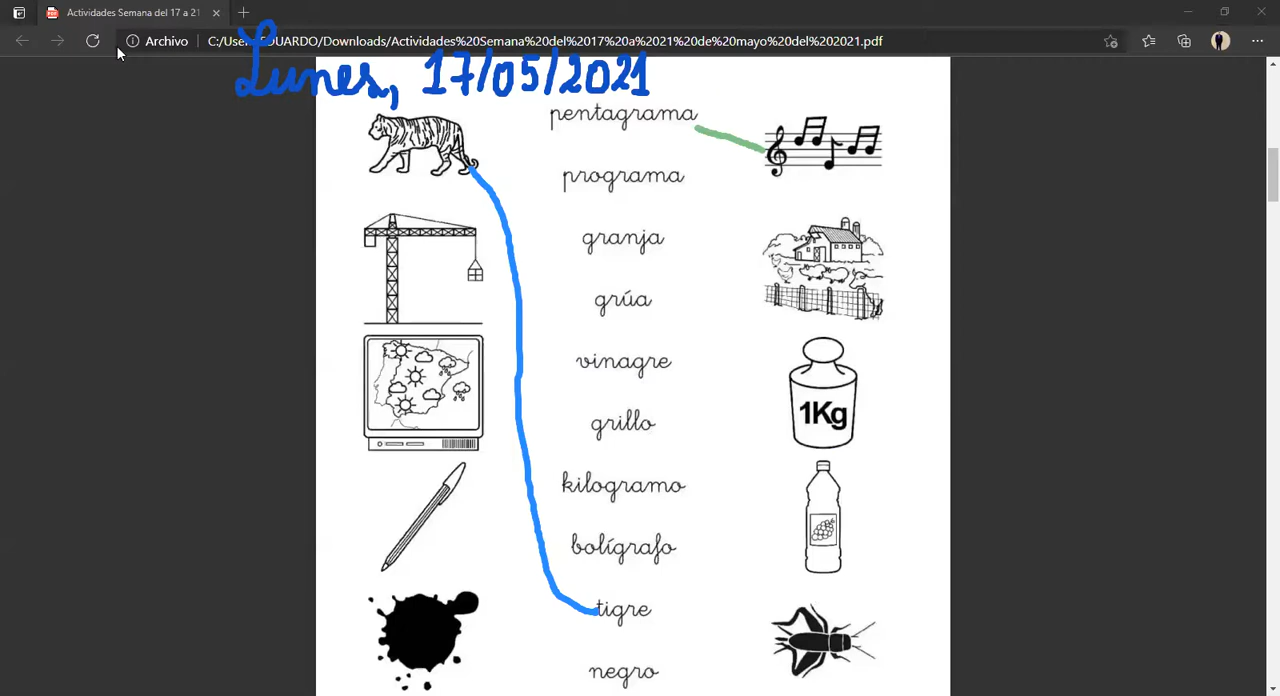 Actividades Semana del 17 a 21
Archivo
C:/User EDUARDO/Downloads/Actividades%20Semana%20del%2017%20a%2021%20de%20mayo%20del%202021.pdf
Lunes, 17/05/2021
pentagrama
programa
granja
grúa
vinagre
grillo
1Kg
kilogramo
bolígrafo
tigre
negro